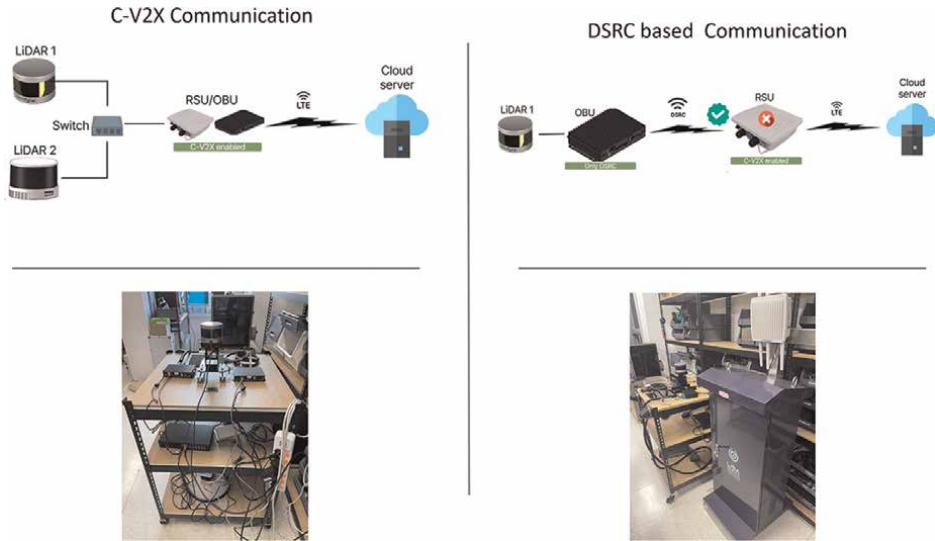 C-V2X Communication
LiDAR 1
Switch
LiDAR 2
RSU/OBU
C-V2X enabled
LTE
Cloud
server
DSRC based Communication
LiDAR 1
OBU
Only DSRC
DSRC
RSU
C-V2X enabled
LTE
Cloud
server